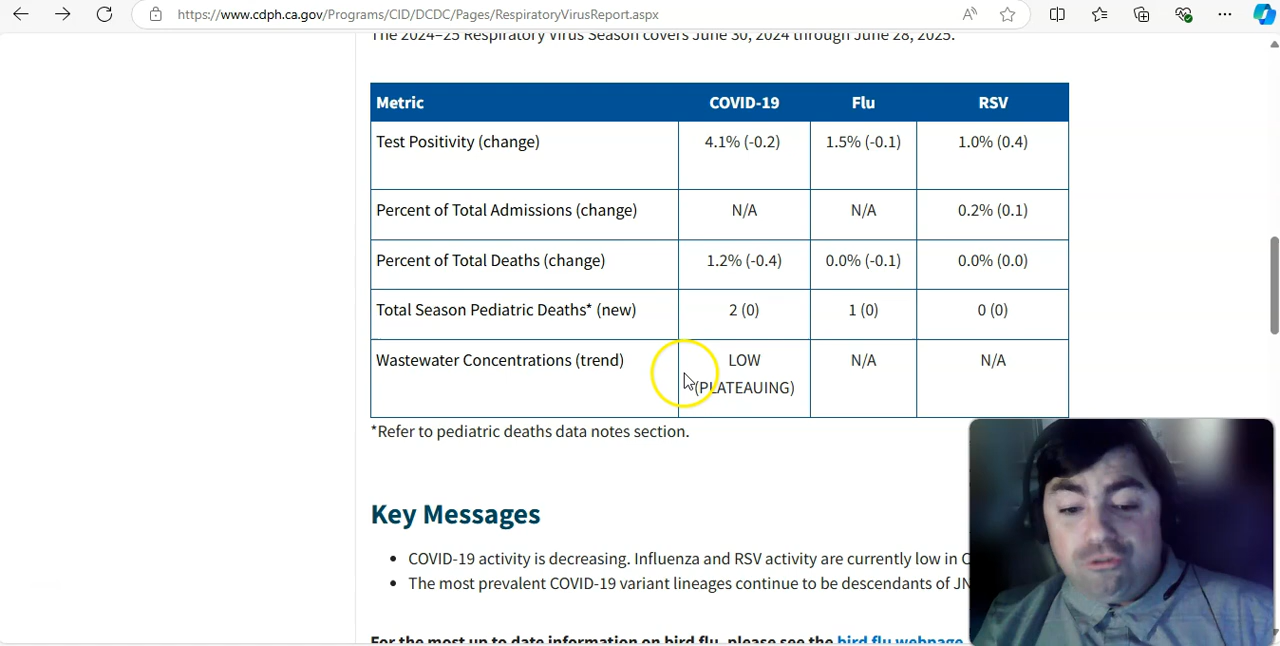 https://www.cdph.ca.gov/Programs/CID/DCDC/Pages/RespiratoryVirusReport.aspx
The 2024–25 Respiratory Virus Season covers June 30, 2024 through June 28, 2025.
Metric COVID-19 Flu RSV
Test Positivity (change) 4.1% (-0.2) 1.5% (-0.1) 1.0% (0.4)
Percent of Total Admissions (change) N/A N/A 0.2% (0.1)
Percent of Total Deaths (change) 1.2% (-0.4) 0.0% (-0.1) 0.0% (0.0)
Total Season Pediatric Deaths* (new) 2 (0) 1 (0) 0 (0)
Wastewater Concentrations (trend) LOW N/A N/A
(PLATEAUING)
*Refer to pediatric deaths data notes section.
Key Messages
• COVID-19 activity is decreasing. Influenza and RSV activity are currently low in
• The most prevalent COVID-19 variant lineages continue to be descendants of
For the most up to date information on bird flu, please see the bird flu webpage